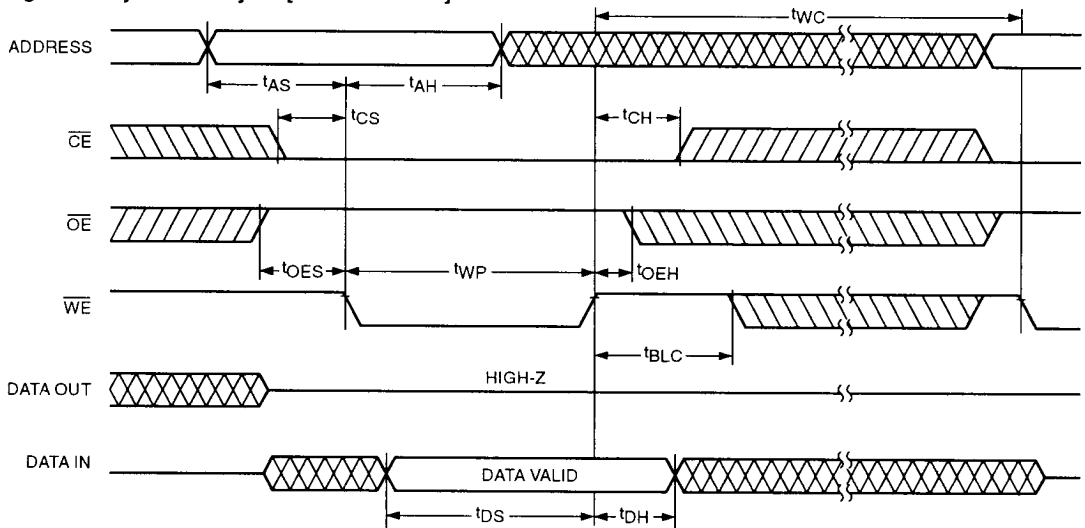 tWC
ADDRESS
tAS tAH
tCS tCH
CE
OE
tOES tWP tOEH
WE
tBLC
DATA OUT HIGH-Z
DATA IN DATA VALID
tDS tDH